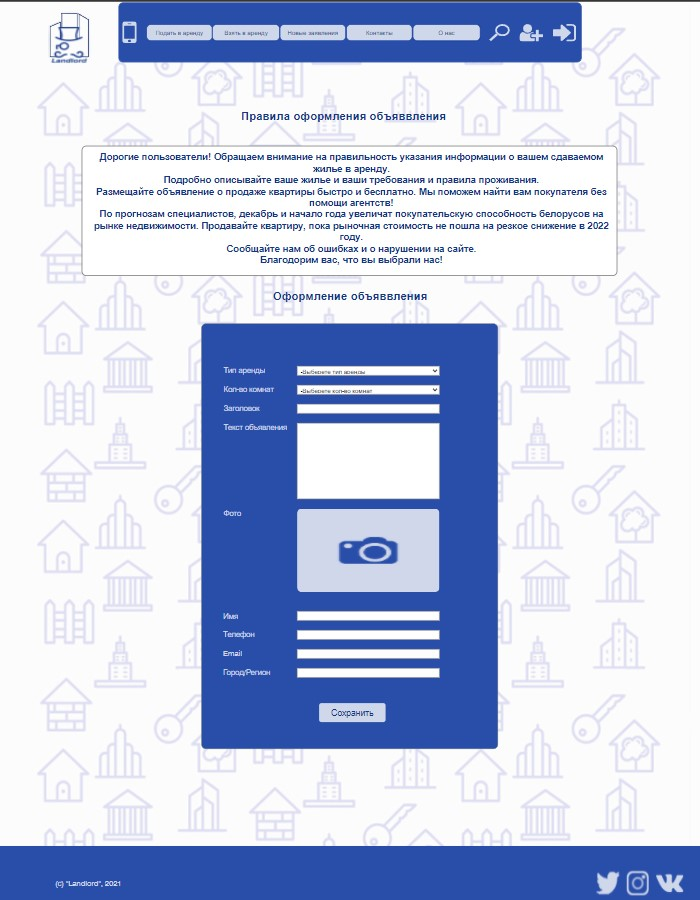 Landlord
Подать в аренду
Взять в аренду
Новые заявления
Контакты
О нас
Правила оформления объяввления
Дорогие пользователи! Обращаем внимание на правильность указания информации о вашем сдаваемом
жилье в аренду.
Подробно описывайте ваше жилье и ваши требования и правила проживания.
Размещайте объявление о продаже квартиры быстро и бесплатно. Мы поможем найти вам покупателя без
помощи агентств!
По прогнозам специалистов, декабрь и начало года увеличат покупательскую способность белорусов на
рынке недвижимости. Продавайте квартиру, пока рыночная стоимость не пошла на резкое снижение в 2022
году.
Сообщайте нам об ошибках и о нарушении на сайте.
Благодорим вас, что вы выбрали нас!
Оформление объяввления
Тип аренды
-Выберете тип аренды
Кол-во комнат
-Выберете кол-во комнат
Заголовок
Текст объявления
Фото
Имя
Телефон
Email
Город/Регион
Сохранить
(c) "Landlord", 2021